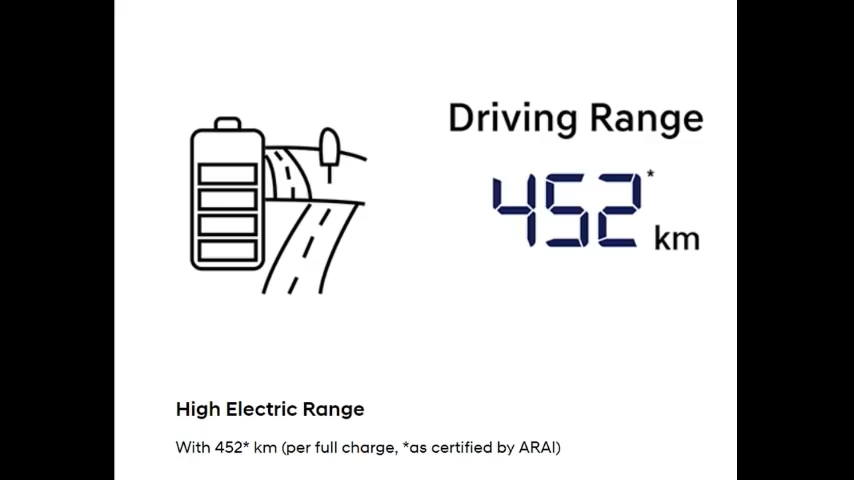 Driving Range
452*
km
High Electric Range
With 452* km (per full charge, *as certified by ARAI)